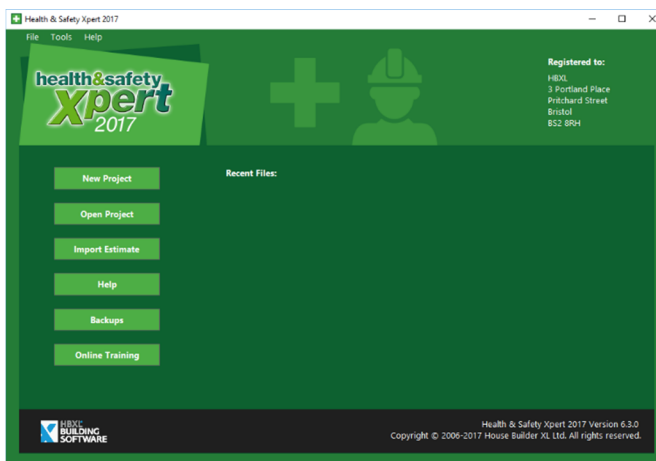 Health & Safety Xpert 2017
File Tools Help
health&safety
xpert
2017
Registered to:
HBXL
3 Portland Place
Pritchard Street
Bristol
BS2 8RH
New Project
Recent Files:
Open Project
Import Estimate
Help
Backups
Online Training
HBXL
BUILDING
SOFTWARE
Health & Safety Xpert 2017 Version 6.3.0
Copyright © 2006-2017 House Builder XL Ltd. All rights reserved.